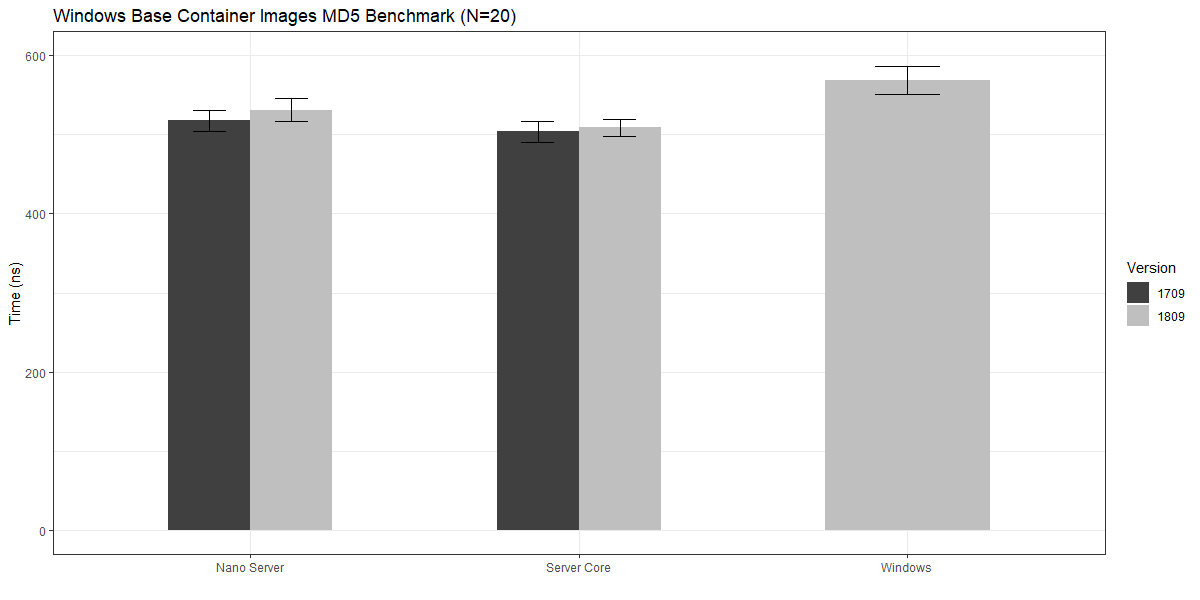 Windows Base Container Images MD5 Benchmark (N=20)
600
400
200
0
Time (ns)
Nano Server
Server Core
Windows
Version
1709
1809